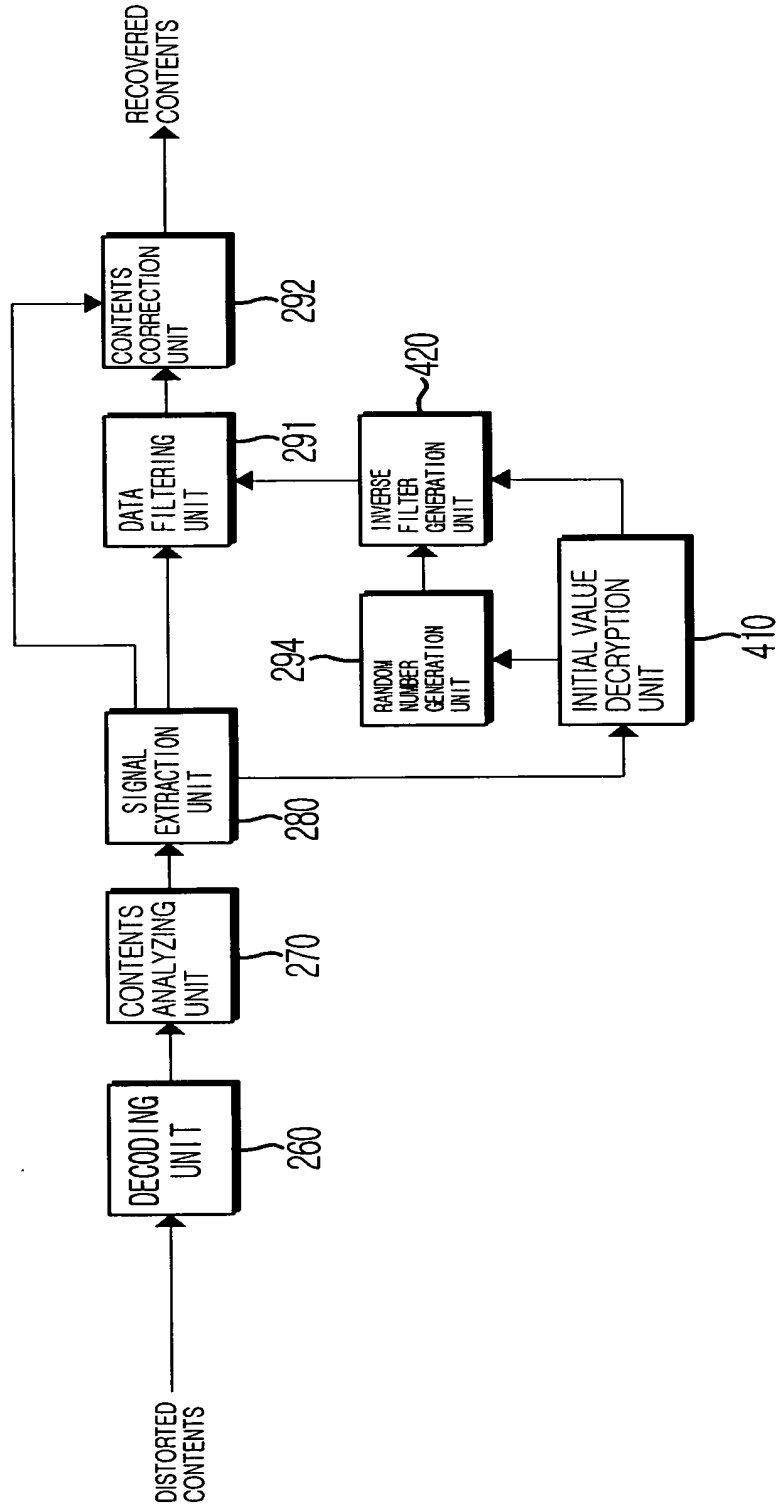 DISTORTED
CONTENTS
DECODING
UNIT
260
CONTENTS
ANALYZING
UNIT
270
SIGNAL
EXTRACTION
UNIT
280
DATA
FILTERING
UNIT
291
CONTENTS
CORRECTION
UNIT
292
RECOVERED
CONTENTS
294
RANDOM
NUMBER
GENERATION
UNIT
420
INVERSE
FILTER
GENERATION
UNIT
INITIAL VALUE
DECRYPTION
UNIT
410